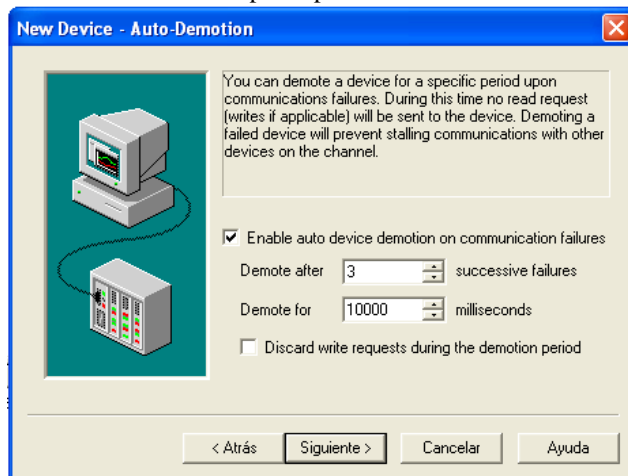 New Device - Auto-Demotion
You can demote a device for a specific period upon
communications failures. During this time no read request
(writes if applicable) will be sent to the device. Demoting a
failed device will prevent stalling communications with other
devices on the channel.
Enable auto device demotion on communication failures
Demote after 3 successive failures
Demote for 10000 milliseconds
Discard write requests during the demotion period
< Atrás Siguiente > Cancelar Ayuda